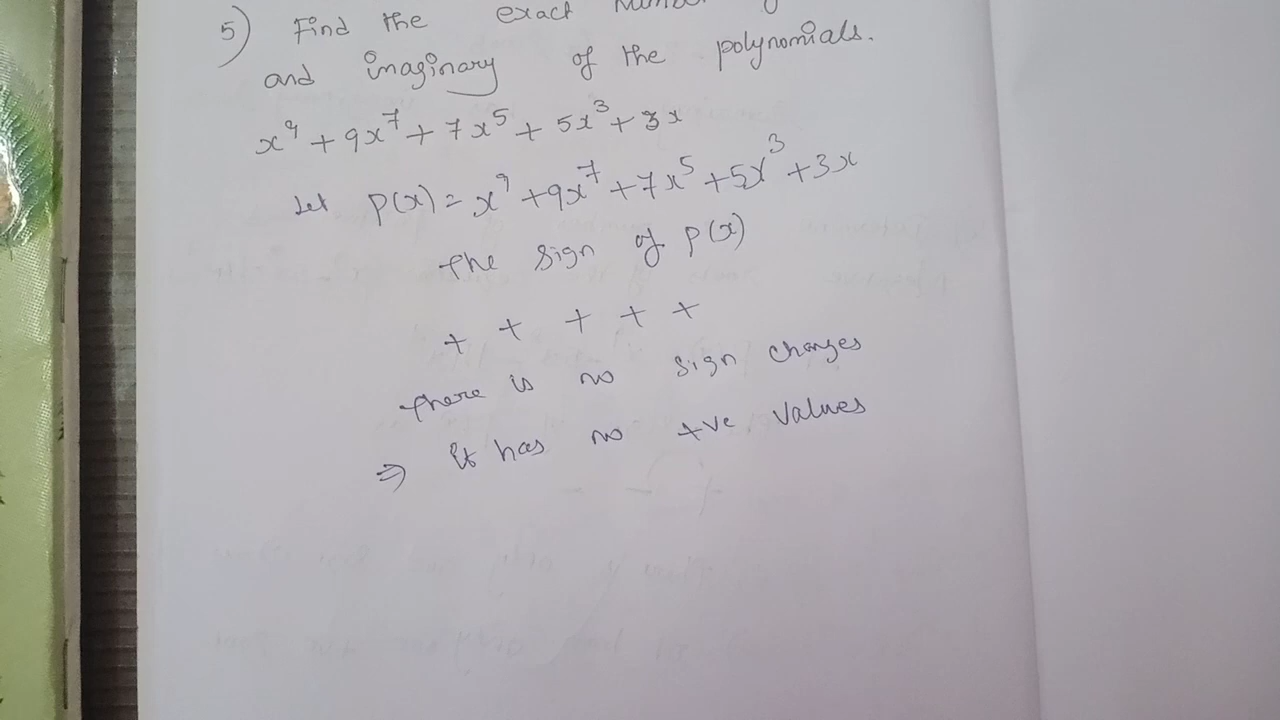 5) Find the exact
and imaginary of the polynomials.
x⁹ + 9x⁷ + 7x⁵ + 5x³ + 3x
Let P(x) = x⁹ + 9x⁷ + 7x⁵ + 5x³ + 3x
the sign of P(x)
+ + + + +
there is no sign changes
⇒ It has no +ve values